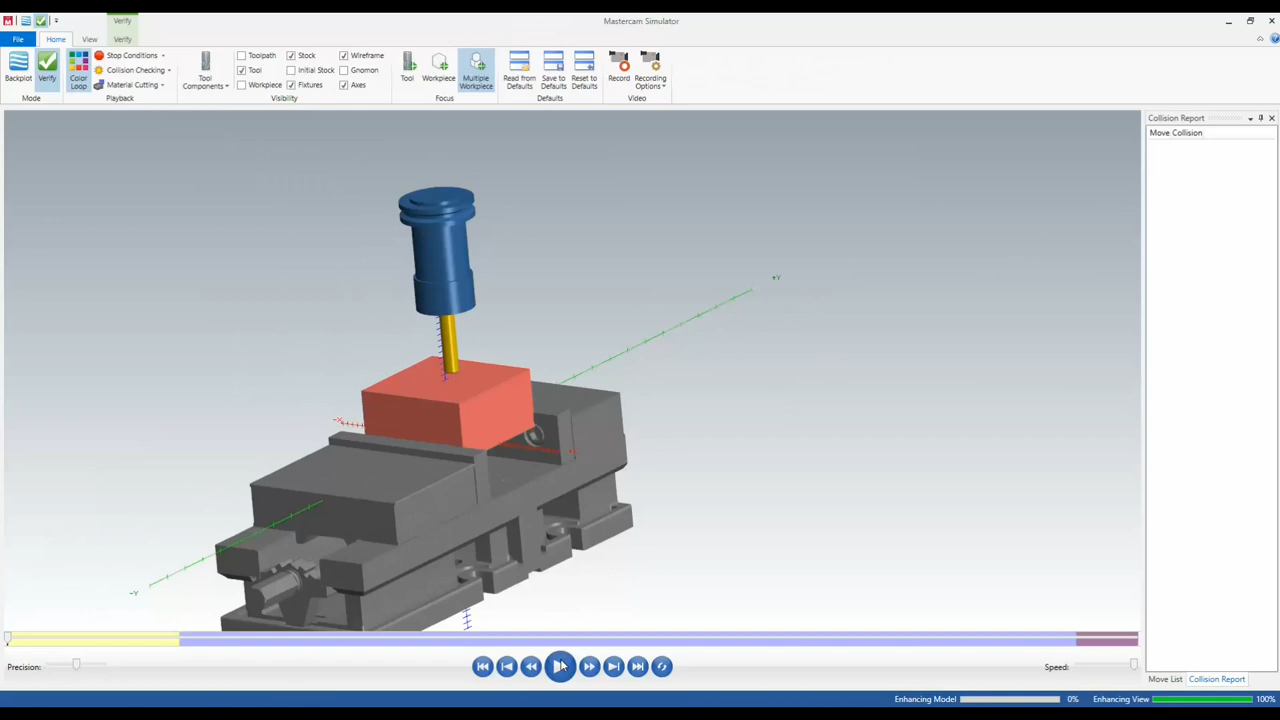 Verify
Mastercam Simulator
File
Home
View
Verify
Backplot
Verify
Mode
Color Loop
Stop Conditions
Collision Checking
Material Cutting
Playback
Tool Components
Toolpath
Tool
Workpiece
Stock
Initial Stock
Fixtures
Wireframe
Gnomon
Axes
Visibility
Tool
Workpiece
Multiple Workpiece
Focus
Read from Defaults
Save to Defaults
Reset to Defaults
Defaults
Record
Recording Options
Video
Collision Report
Move Collision
+Y
-X
-Y
Precision:
Speed:
Move List
Collision Report
Enhancing Model
0%
Enhancing View
100%